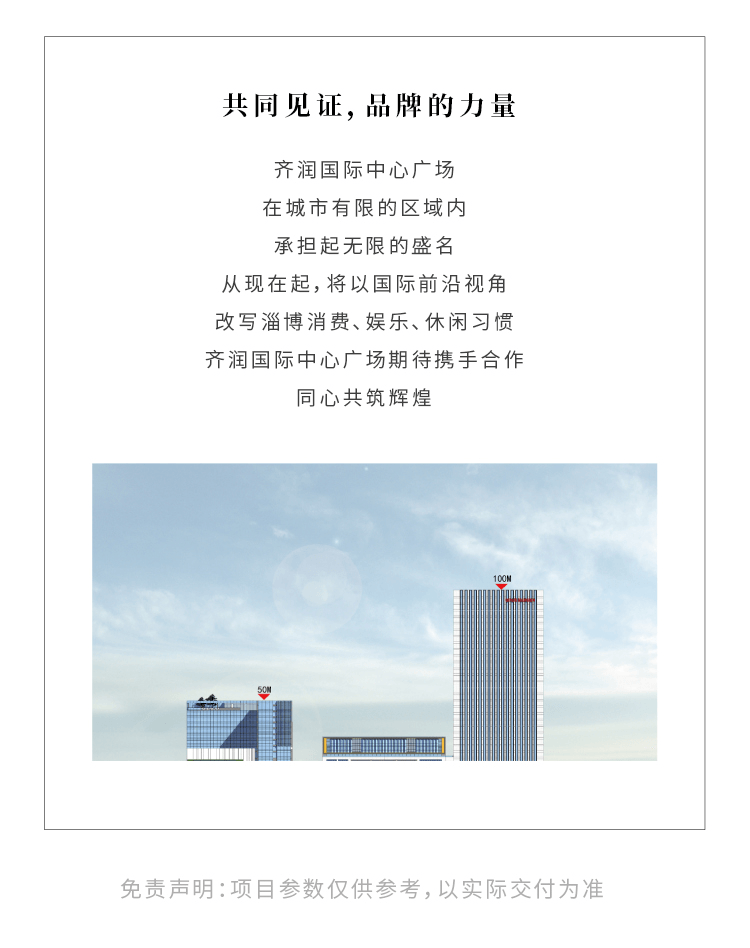 共同见证，品牌的力量
齐润国际中心广场
在城市有限的区域内
承担起无限的盛名
从现在起，将以国际前沿视角
改写淄博消费、娱乐、休闲习惯
齐润国际中心广场期待携手合作
同心共筑辉煌
100M
50M
免责声明：项目参数仅供参考，以实际交付为准